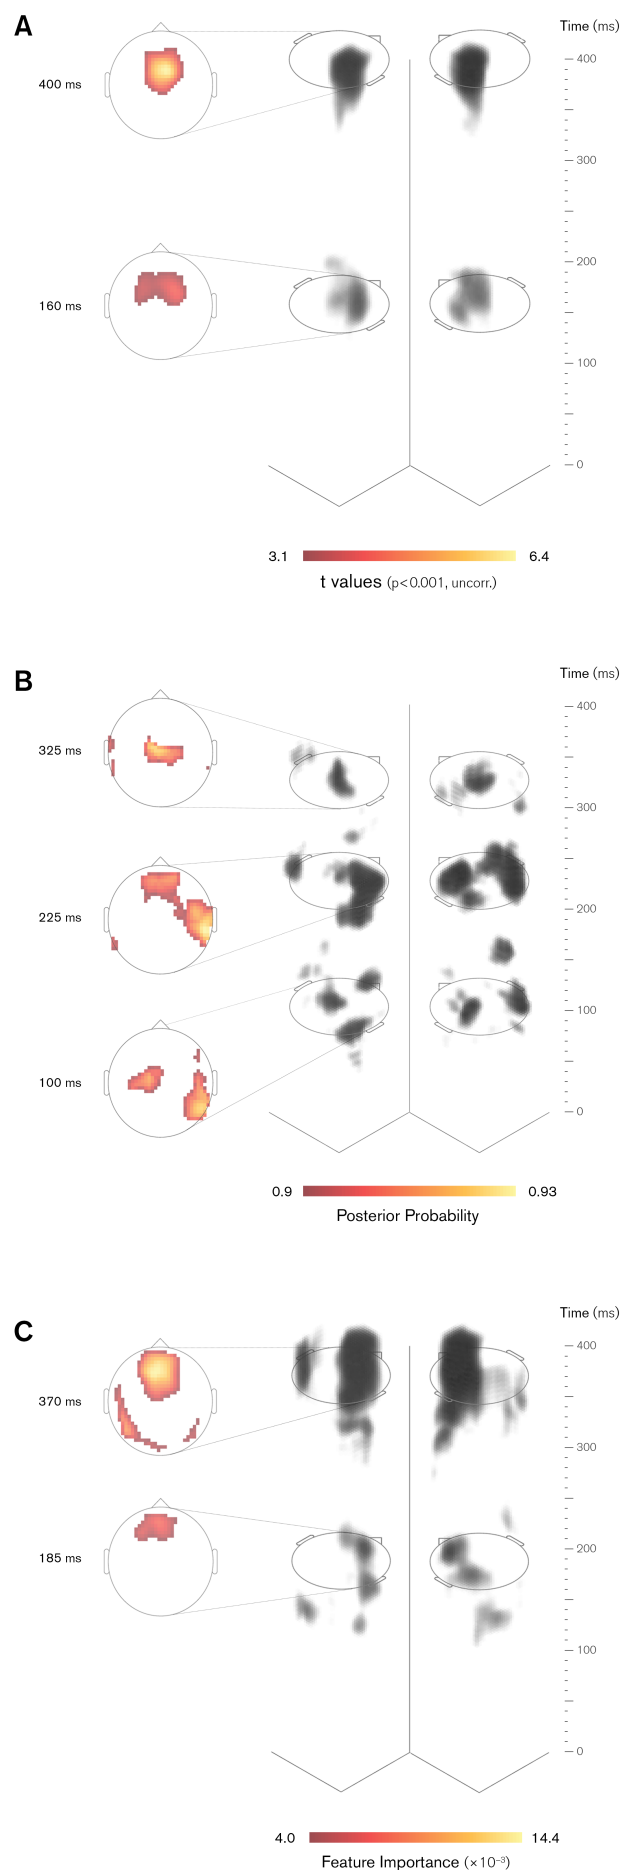 A
Time (ms)
400
400 ms
300
200
160 ms
100
0
3.1
6.4
t values (p<0.001, uncorr.)
B
Time (ms)
400
325 ms
300
225 ms
200
100
100 ms
0
0.9
0.93
Posterior Probability
C
Time (ms)
400
370 ms
300
200
185 ms
100
0
4.0
14.4
Feature Importance (×10⁻³)